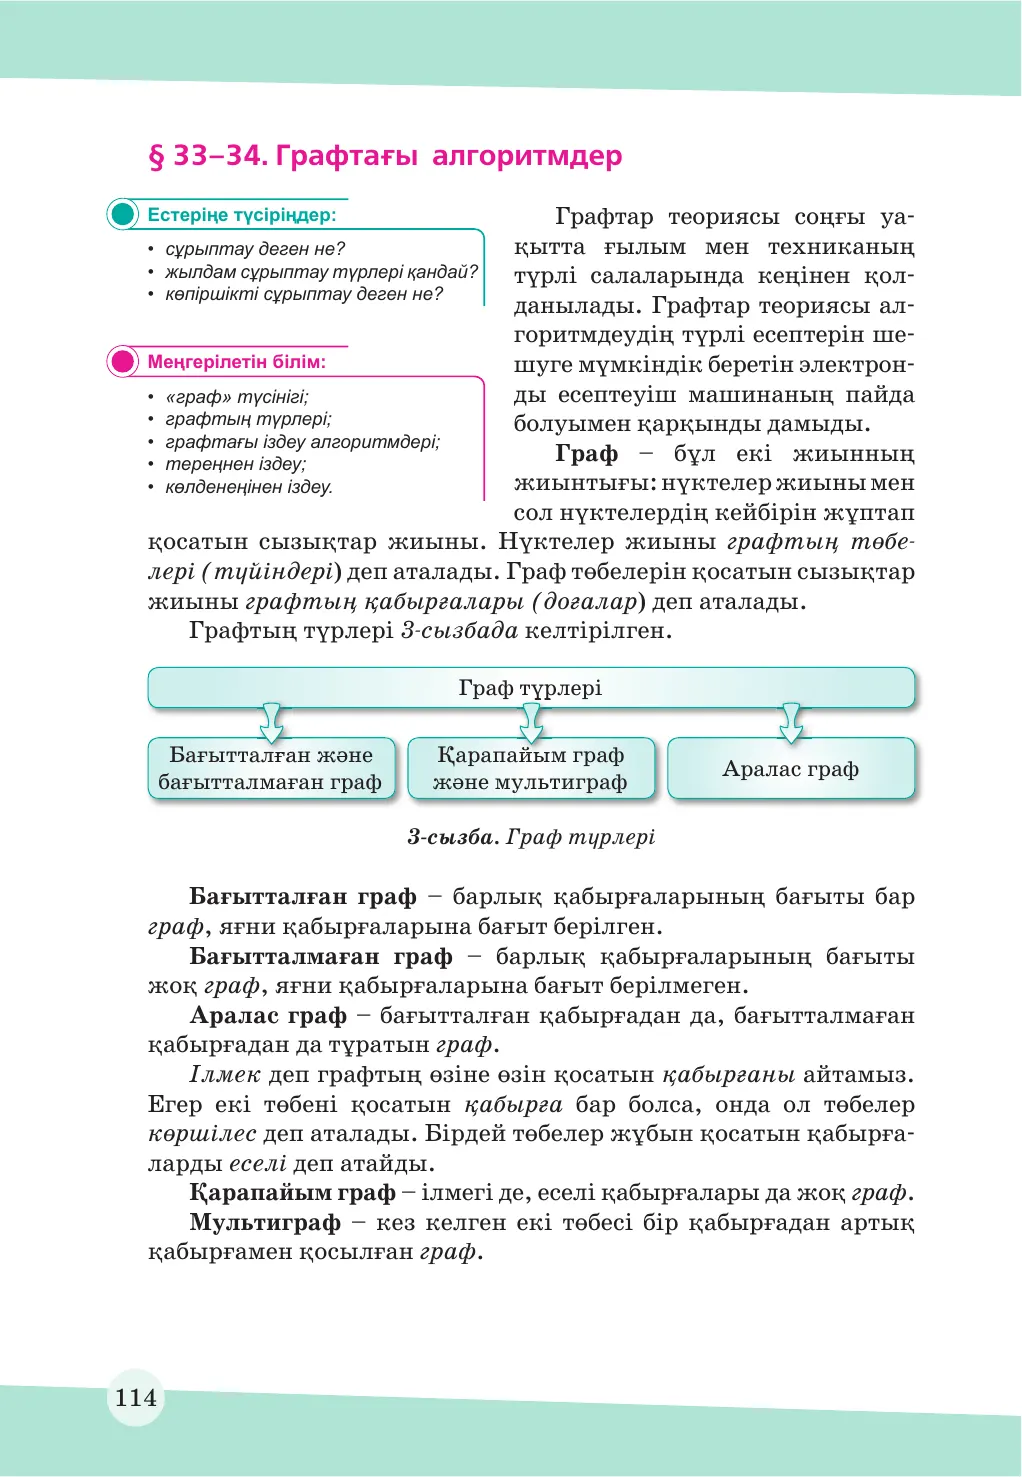 § 33–34. Графтағы алгоритмдер
Естеріңе түсіріңдер:
• сұрыптау деген не?
• жылдам сұрыптау түрлері қандай?
• көпіршікті сұрыптау деген не?
Меңгерілетін білім:
• «граф» түсінігі;
• графтың түрлері;
• графтағы іздеу алгоритмдері;
• тереңнен іздеу;
• көлденеңінен іздеу.
Графтар теориясы соңғы уа-
қытта ғылым мен техниканың
түрлі салаларында кеңінен қол-
данылады. Графтар теориясы ал-
горитмдеудің түрлі есептерін ше-
шуге мүмкіндік беретін электрон-
ды есептеуіш машинаның пайда
болуымен қарқынды дамыды.
Граф – бұл екі жиынның
жиынтығы: нүктелер жиыны мен
сол нүктелердің кейбірін жұптап
қосатын сызықтар жиыны. Нүктелер жиыны графтың төбе-
лері (түйіндері) деп аталады. Граф төбелерін қосатын сызықтар
жиыны графтың қабырғалары (доғалар) деп аталады.
Графтың түрлері 3-сызбада келтірілген.
Граф түрлері
Бағытталған және
бағытталмаған граф
Қарапайым граф
және мультиграф
Аралас граф
3-сызба. Граф түрлері
Бағытталған граф – барлық қабырғаларының бағыты бар
граф, яғни қабырғаларына бағыт берілген.
Бағытталмаған граф – барлық қабырғаларының бағыты
жоқ граф, яғни қабырғаларына бағыт берілмеген.
Аралас граф – бағытталған қабырғадан да, бағытталмаған
қабырғадан да тұратын граф.
Ілмек деп графтың өзіне өзін қосатын қабырғаны айтамыз.
Егер екі төбені қосатын қабырға бар болса, онда ол төбелер
көршілес деп аталады. Бірдей төбелер жұбын қосатын қабырға-
ларды еселі деп атайды.
Қарапайым граф – ілмегі де, еселі қабырғалары да жоқ граф.
Мультиграф – кез келген екі төбесі бір қабырғадан артық
қабырғамен қосылған граф.
114